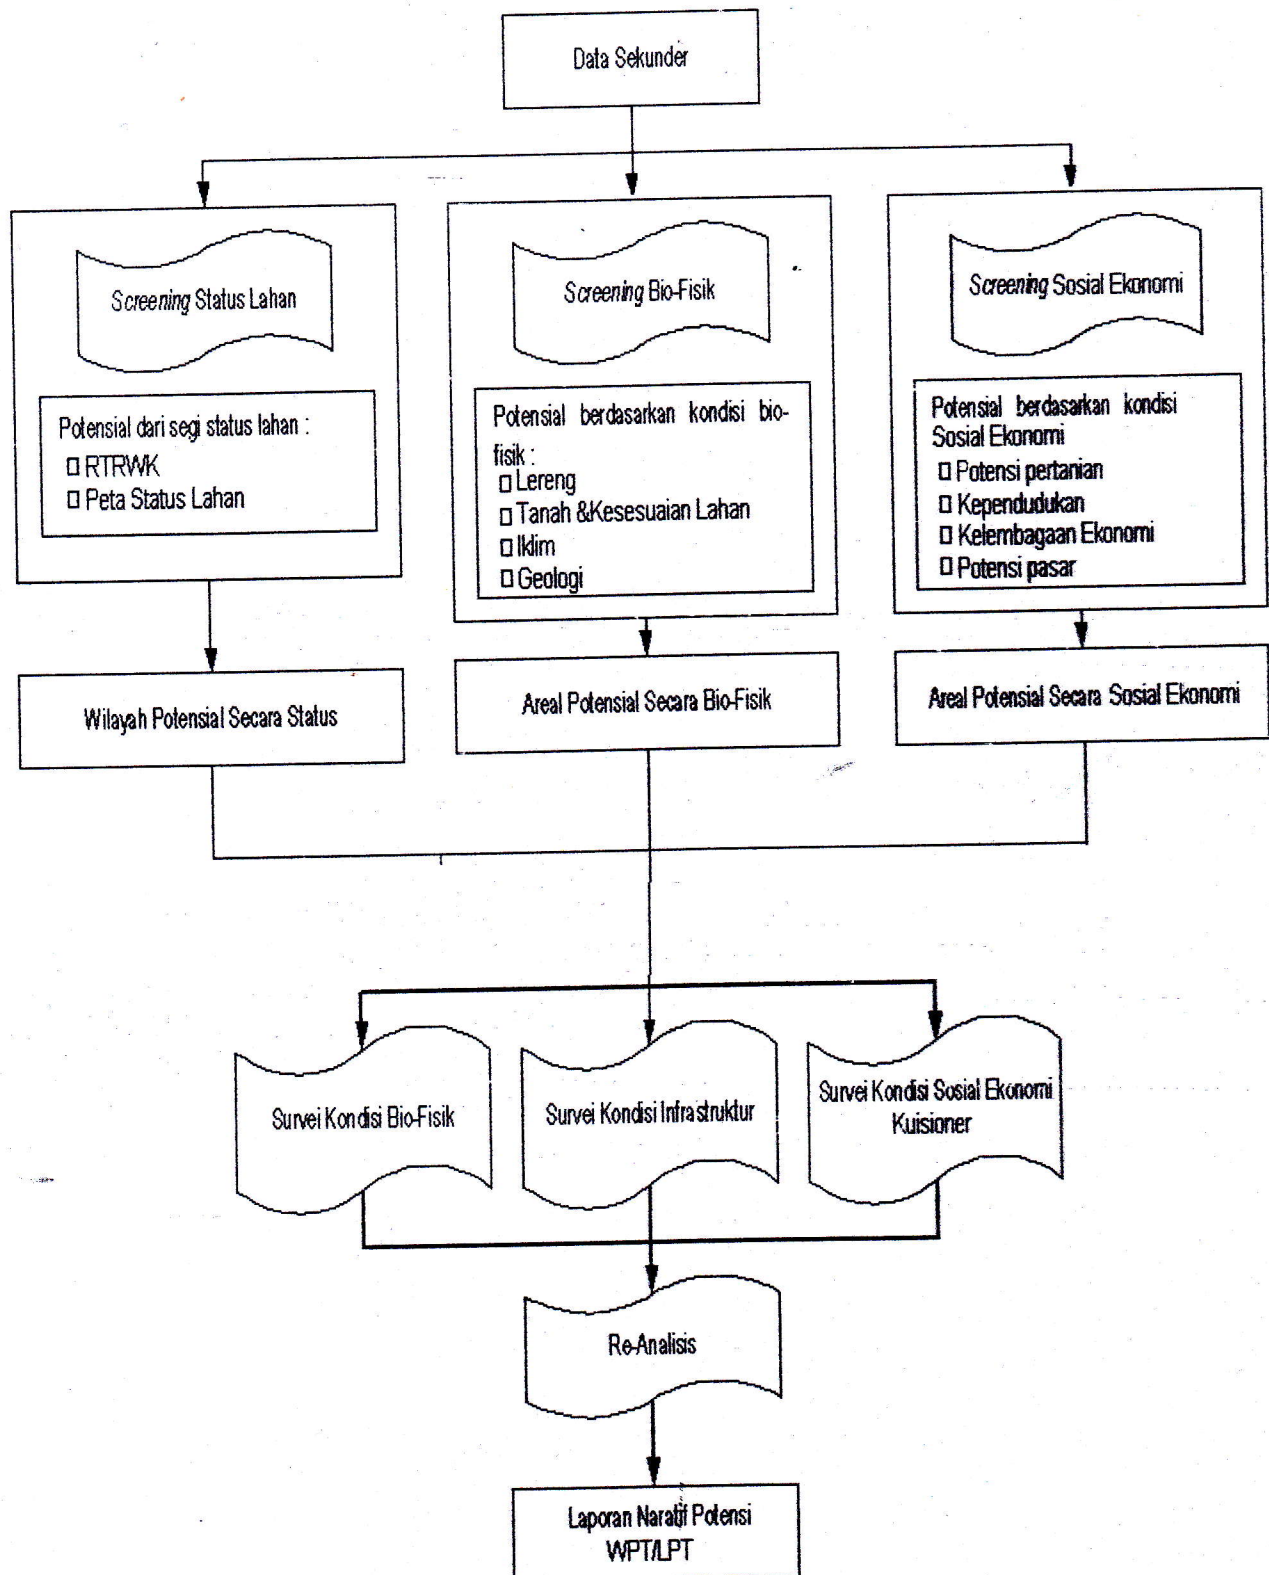 Data Sekunder
Screening Status Lahan
Potensial dari segi status lahan :
RTRWK
Peta Status Lahan
Screening Bio-Fisik
Potensial berdasarkan kondisi bio-
fisik :
Lereng
Tanah &Kesesuaian Lahan
Iklim
Geologi
Screening Sosial Ekonomi
Potensial berdasarkan kondisi
Sosial Ekonomi
Potensi pertanian
Kependudukan
Kelembagaan Ekonomi
Potensi pasar
Wilayah Potensial Secara Status
Areal Potensial Secara Bio-Fisik
Areal Potensial Secara Sosial Ekonomi
Survei Kondisi Bio-Fisik
Survei Kondisi Infrastruktur
Survei Kondisi Sosial Ekonomi
Kuisioner
Re-Analisis
Laporan Naratif Potensi
WPT/LPT